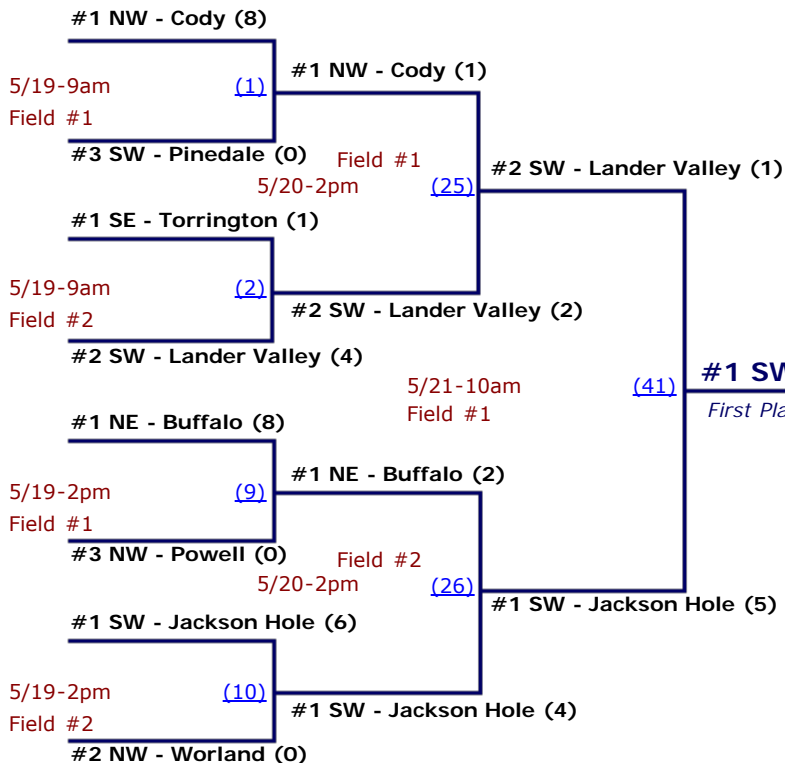 #1 NW - Cody (8)
5/19-9am
(1)
Field #1
#1 NW - Cody (1)
#3 SW - Pinedale (0)
Field #1
5/20-2pm
(25)
#2 SW - Lander Valley (1)
#1 SE - Torrington (1)
5/19-9am
(2)
Field #2
#2 SW - Lander Valley (2)
#2 SW - Lander Valley (4)
5/21-10am
(41)
Field #1
#1 SW
First Pla
#1 NE - Buffalo (8)
5/19-2pm
(9)
Field #1
#1 NE - Buffalo (2)
#3 NW - Powell (0)
Field #2
5/20-2pm
(26)
#1 SW - Jackson Hole (5)
#1 SW - Jackson Hole (6)
5/19-2pm
(10)
Field #2
#1 SW - Jackson Hole (4)
#2 NW - Worland (0)